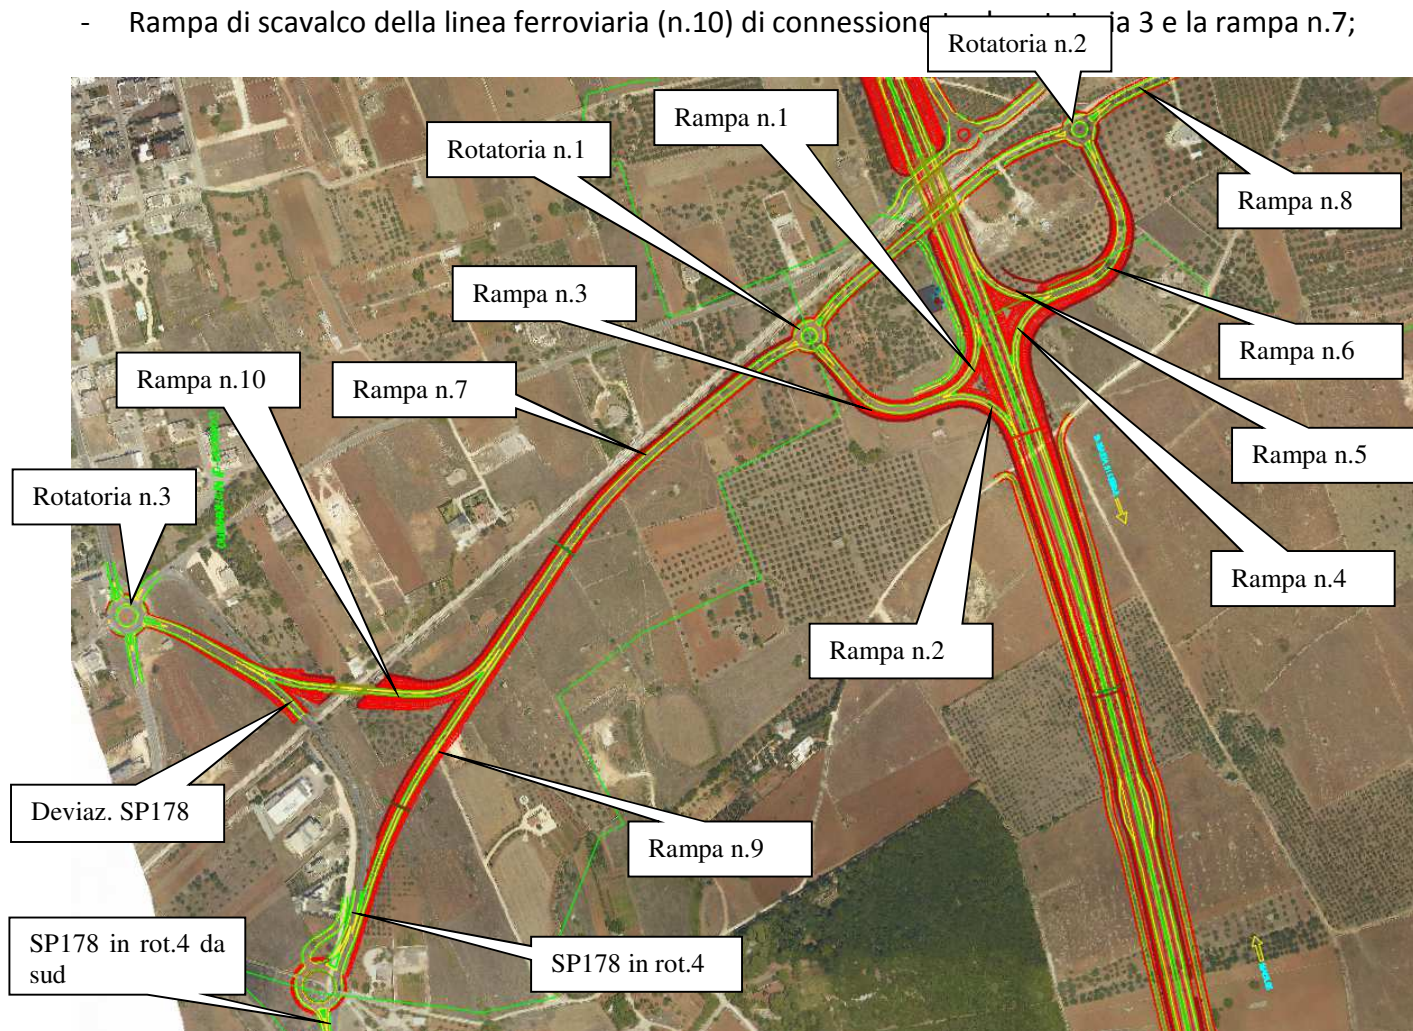 - Rampa di scavalco della linea ferroviaria (n.10) di connessione 3 e la rampa n.7;
Rotatoria n.2
Rampa n.1
Rotatoria n.1
Rampa n.8
Rampa n.3
Rampa n.10
Rampa n.7
Rampa n.6
Rampa n.5
Rotatoria n.3
Rampa n.4
Rampa n.2
Deviaz. SP178
Rampa n.9
SP178 in rot.4 da
sud
SP178 in rot.4